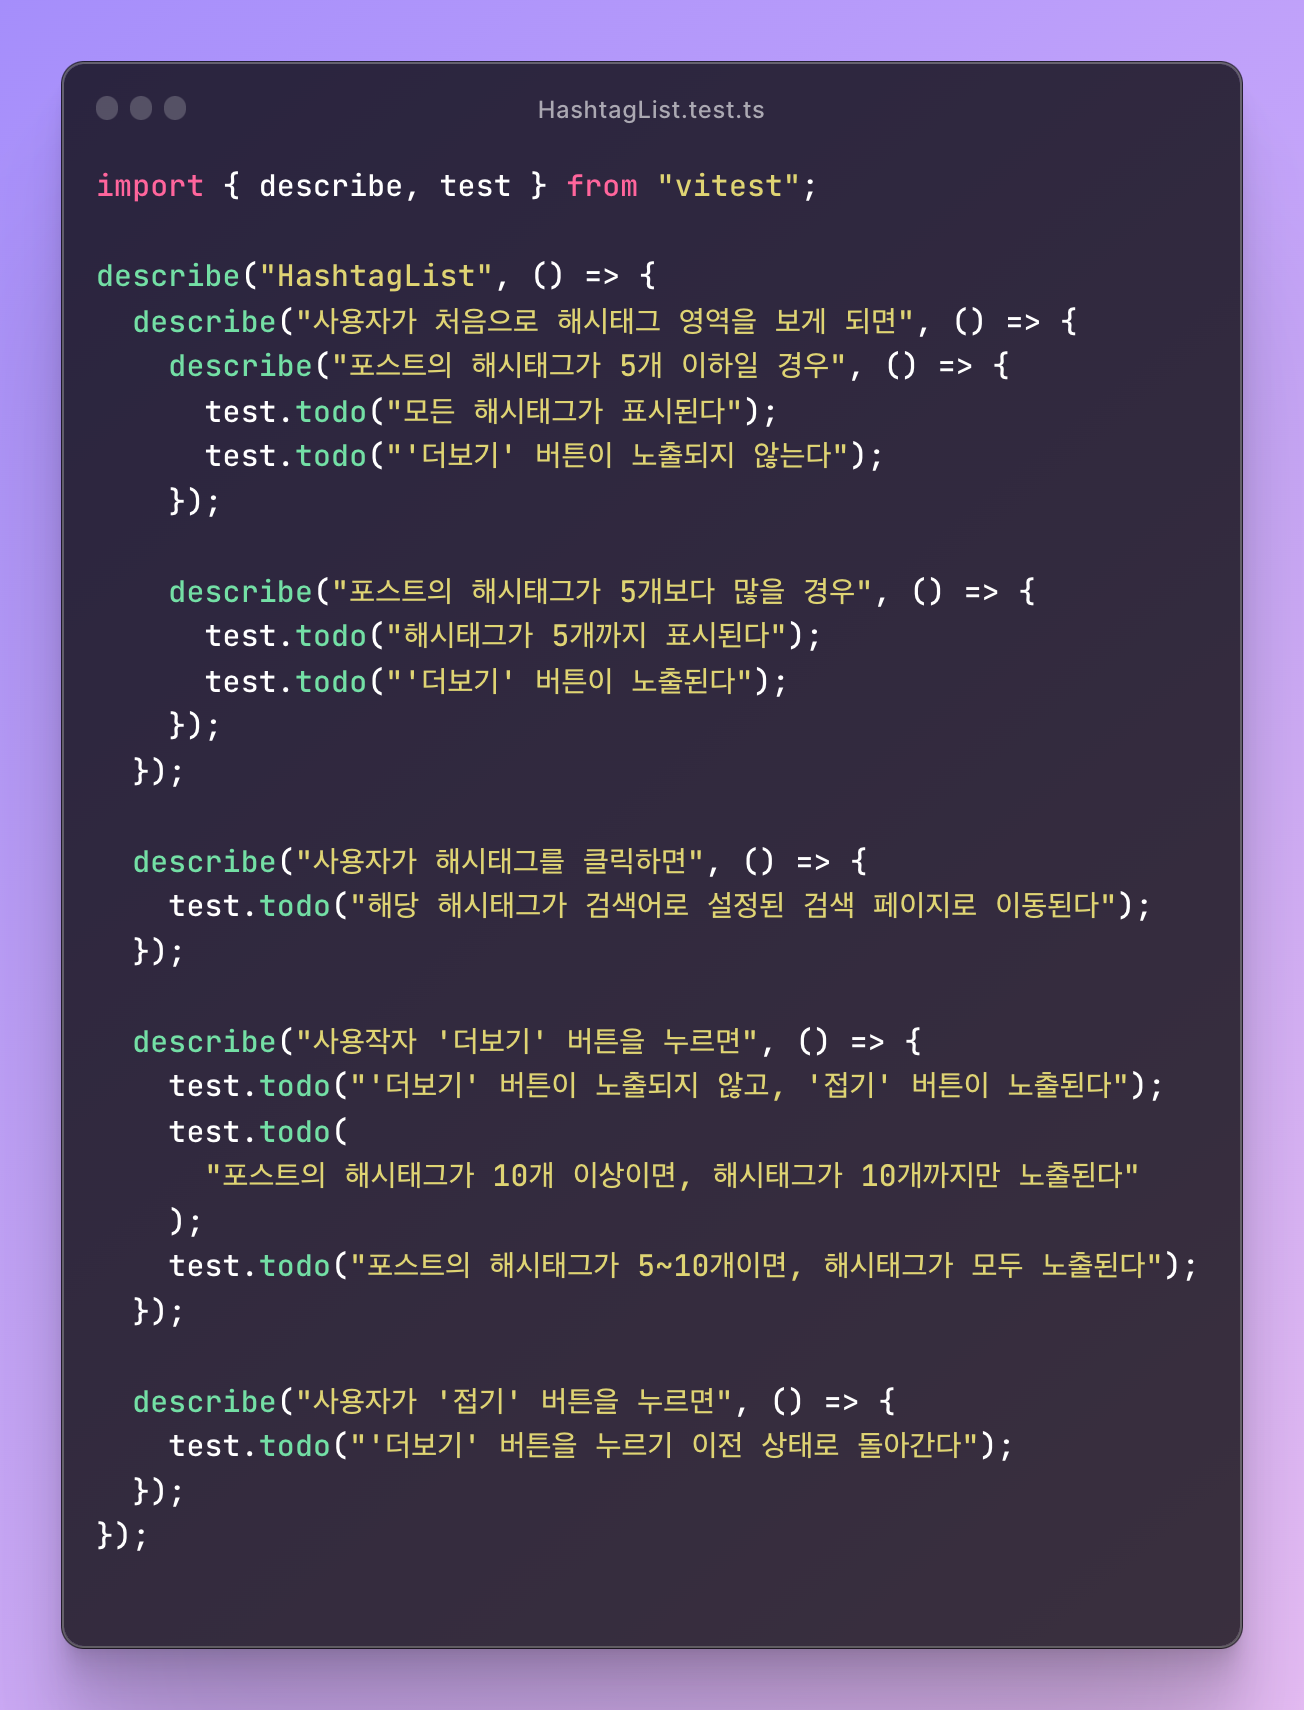 HashtagList.test.ts
import { describe, test } from "vitest";
describe("HashtagList", () => {
describe("사용자가 처음으로 해시태그 영역을 보게 되면", () => {
describe("포스트의 해시태그가 5개 이하일 경우", () => {
test.todo("모든 해시태그가 표시된다");
test.todo("'더보기' 버튼이 노출되지 않는다");
});
describe("포스트의 해시태그가 5개보다 많을 경우", () => {
test.todo("해시태그가 5개까지 표시된다");
test.todo("'더보기' 버튼이 노출된다");
});
});
describe("사용자가 해시태그를 클릭하면", () => {
test.todo("해당 해시태그가 검색어로 설정된 검색 페이지로 이동된다");
});
describe("사용작자 '더보기' 버튼을 누르면", () => {
test.todo("'더보기' 버튼이 노출되지 않고, '접기' 버튼이 노출된다");
test.todo(
"포스트의 해시태그가 10개 이상이면, 해시태그가 10개까지만 노출된다"
);
test.todo("포스트의 해시태그가 5~10개이면, 해시태그가 모두 노출된다");
});
describe("사용자가 '접기' 버튼을 누르면", () => {
test.todo("'더보기' 버튼을 누르기 이전 상태로 돌아간다");
});
});